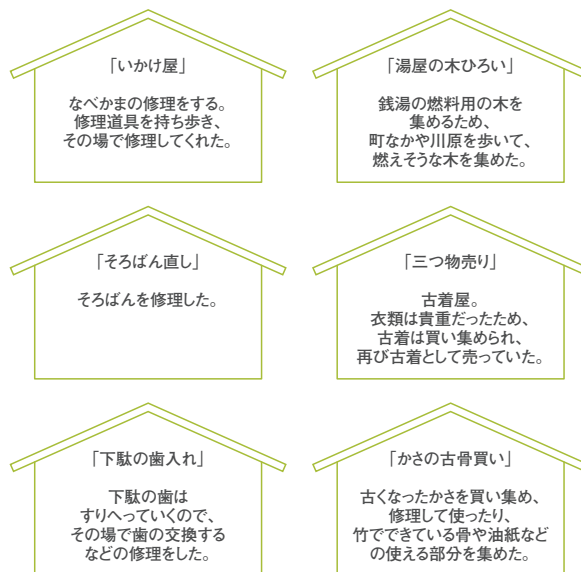 「いかけ屋」
なべかまの修理をする。
修理道具を持ち歩き、
その場で修理してくれた。
「湯屋の木ひろい」
銭湯の燃料用の木を
集めるため、
町なかや川原を歩いて、
燃えそうな木を集めた。
「そろばん直し」
そろばんを修理した。
「三つ物売り」
古着屋。
衣類は貴重だったため、
古着は買い集められ、
再び古着として売っていた。
「下駄の歯入れ」
下駄の歯は
すりへっていくので、
その場で歯の交換する
などの修理をした。
「かさの古骨買い」
古くなったかさを買い集め、
修理して使ったり、
竹でできている骨や油紙など
の使える部分を集めた。